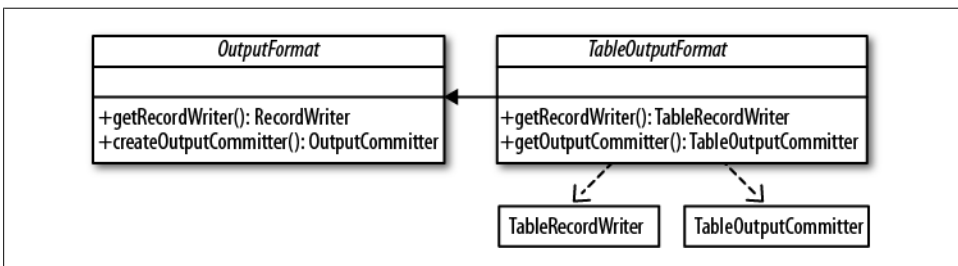 OutputFormat
+getRecordWriter(): RecordWriter
+createOutputCommitter(): OutputCommitter
TableOutputFormat
+getRecordWriter(): TableRecordWriter
+getOutputCommitter(): TableOutputCommitter
TableRecordWriter
TableOutputCommitter